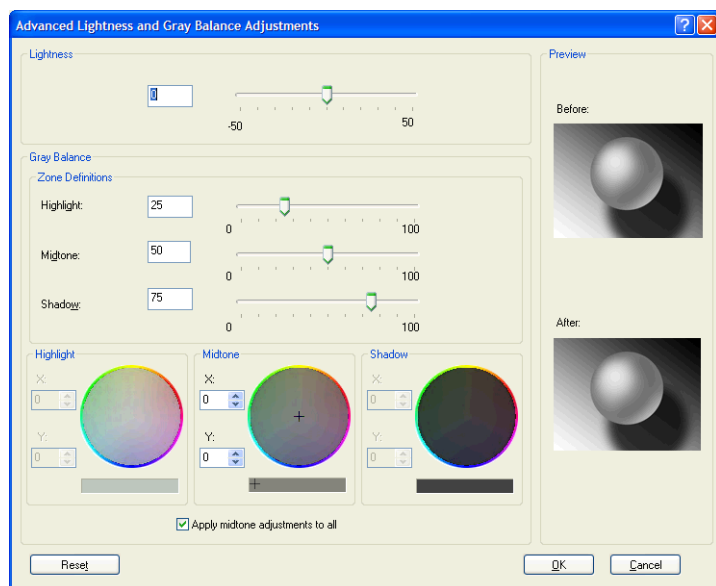 Advanced Lightness and Gray Balance Adjustments
Lightness
0
-50 50
Gray Balance
Zone Definitions
Highlight: 25
0 100
Midtone: 50
0 100
Shadow: 75
0 100
Highlight
X:
0
Y:
0
Midtone
X:
0
Y:
0
Shadow
X:
0
Y:
0
Apply midtone adjustments to all
Preview
Before:
After:
Reset OK Cancel